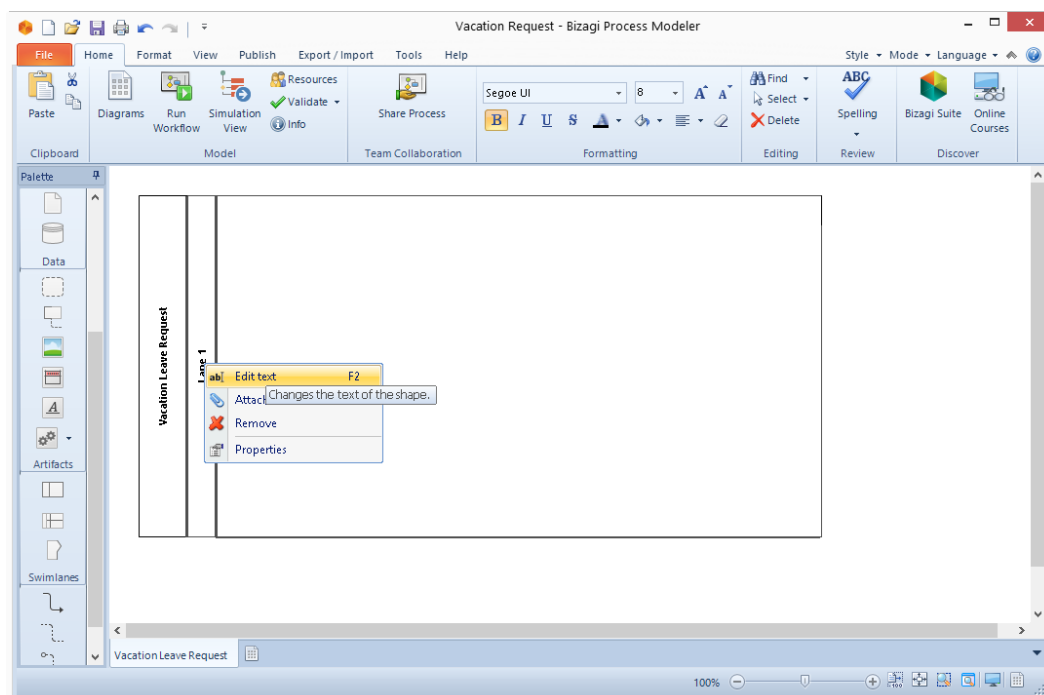 Vacation Request - Bizagi Process Modeler
File Home Format View Publish Export / Import Tools Help Style Mode Language
Paste
Clipboard
Diagrams
Run Workflow
Simulation View
Resources
Validate
Info
Model
Share Process
Team Collaboration
Segoe UI 8 A A
B I U S A
Formatting
Find
Select
Delete
Editing
ABC
Spelling
Review
Bizagi Suite
Online Courses
Discover
Palette
Data
A
Artifacts
Swimlanes
Vacation Leave Request
Lane 1
ab Edit text F2
Attac
Changes the text of the shape.
Remove
Properties
Vacation Leave Request
100%
100